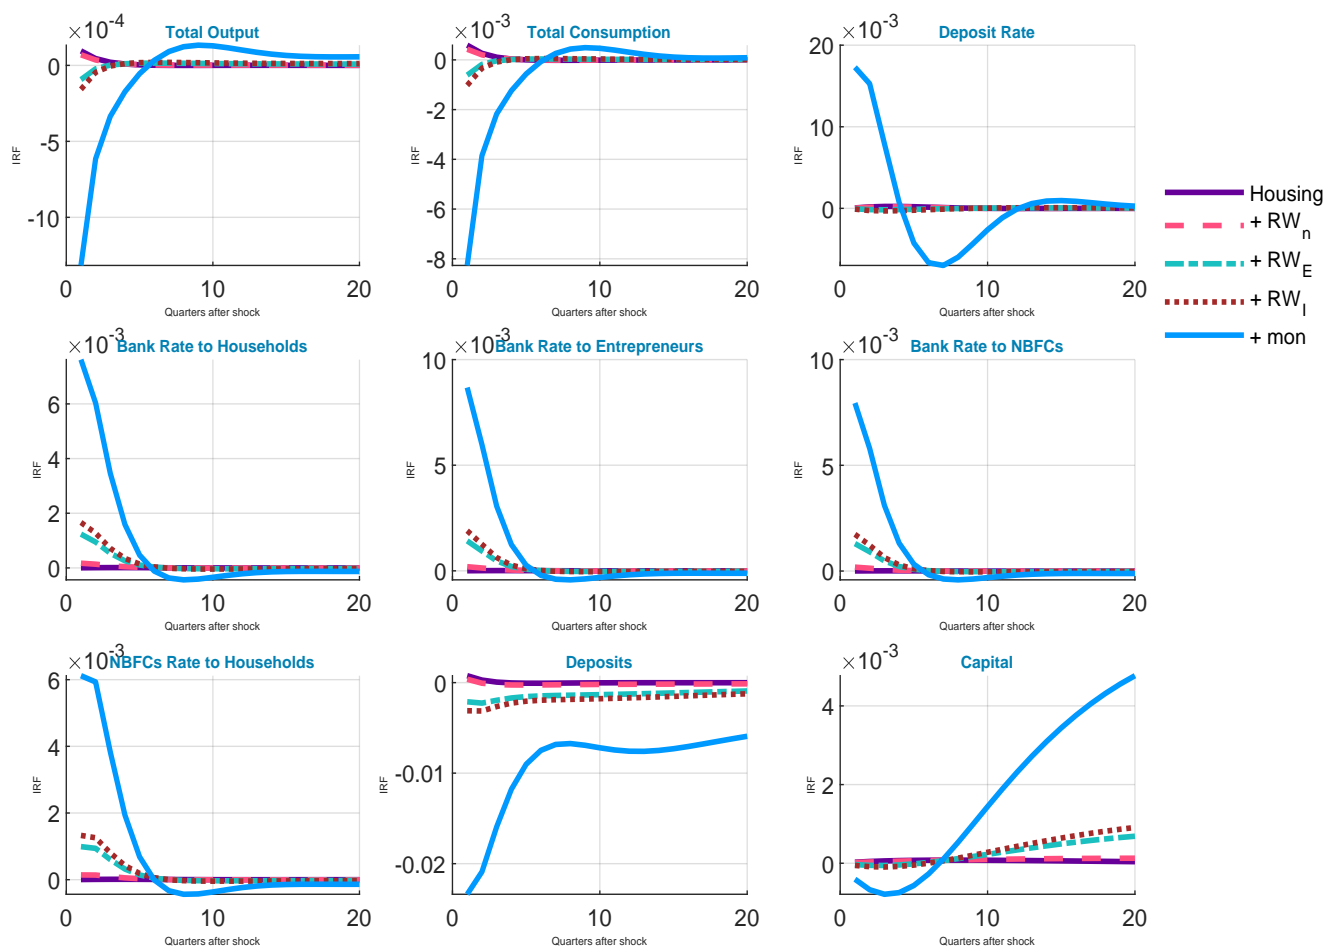 Total Output
×10⁻⁴
0
-5
-10
IRF
0 10 20
Quarters after shock
Total Consumption
×10⁻³
0
-2
-4
-6
-8
IRF
0 10 20
Quarters after shock
Deposit Rate
×10⁻³
20
10
0
0 10 20
Quarters after shock
Housing
+ RW_n
+ RW_E
+ RW_I
+ mon
Bank Rate to Households
×10⁻³
6
4
2
0
IRF
0 10 20
Quarters after shock
Bank Rate to Entrepreneurs
×10⁻³
10
5
0
IRF
0 10 20
Quarters after shock
Bank Rate to NBFCs
×10⁻³
10
5
0
0 10 20
Quarters after shock
NBFCs Rate to Households
×10⁻³
6
4
2
0
IRF
0 10 20
Quarters after shock
Deposits
0
-0.01
-0.02
IRF
0 10 20
Quarters after shock
Capital
×10⁻³
4
2
0
0 10 20
Quarters after shock